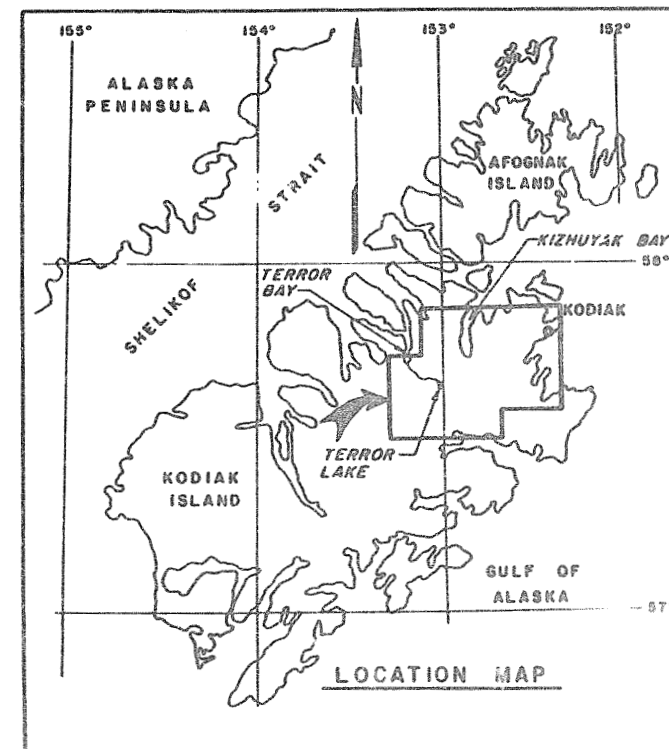 155° 154° 153° 152°
ALASKA
PENINSULA
N
STRAIT
AFOGNAK
ISLAND
KIZHUYAK BAY
TERROR
BAY
58°
SHELIKOF
KODIAK
TERROR
LAKE
KODIAK
ISLAND
GULF OF
ALASKA
57
LOCATION MAP